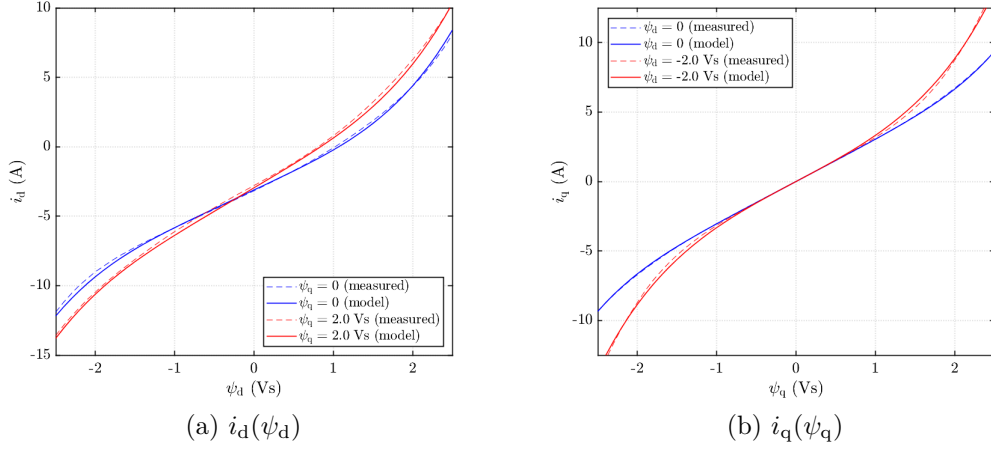 10
5
0
-5
-10
-15
-2
-1
0
1
2
i_d (A)
ψ_d (Vs)
ψ_q = 0 (measured)
ψ_q = 0 (model)
ψ_q = 2.0 Vs (measured)
ψ_q = 2.0 Vs (model)
(a) i_d(ψ_d)
10
5
0
-5
-10
-2
-1
0
1
2
i_q (A)
ψ_q (Vs)
ψ_d = 0 (measured)
ψ_d = 0 (model)
ψ_d = -2.0 Vs (measured)
ψ_d = -2.0 Vs (model)
(b) i_q(ψ_q)